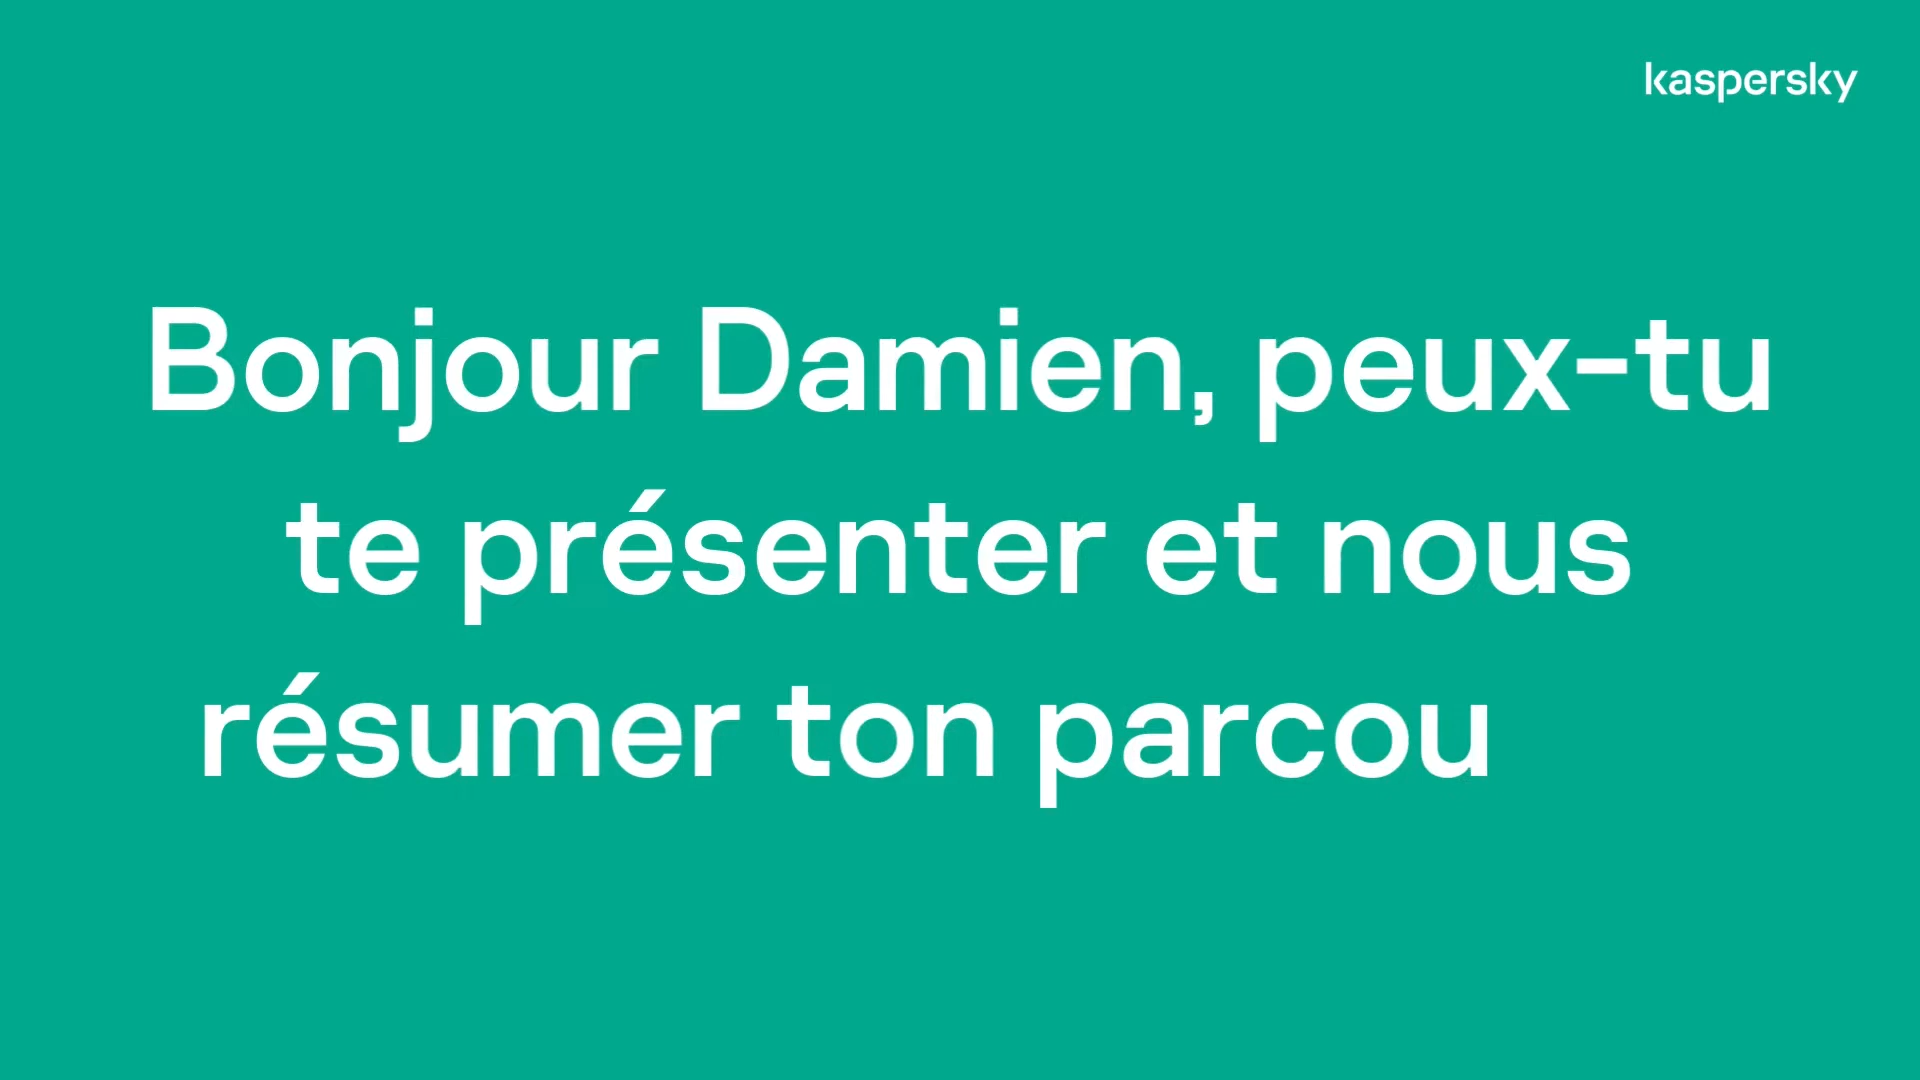 kaspersky
Bonjour Damien, peux-tu
te présenter et nous
résumer ton parcou